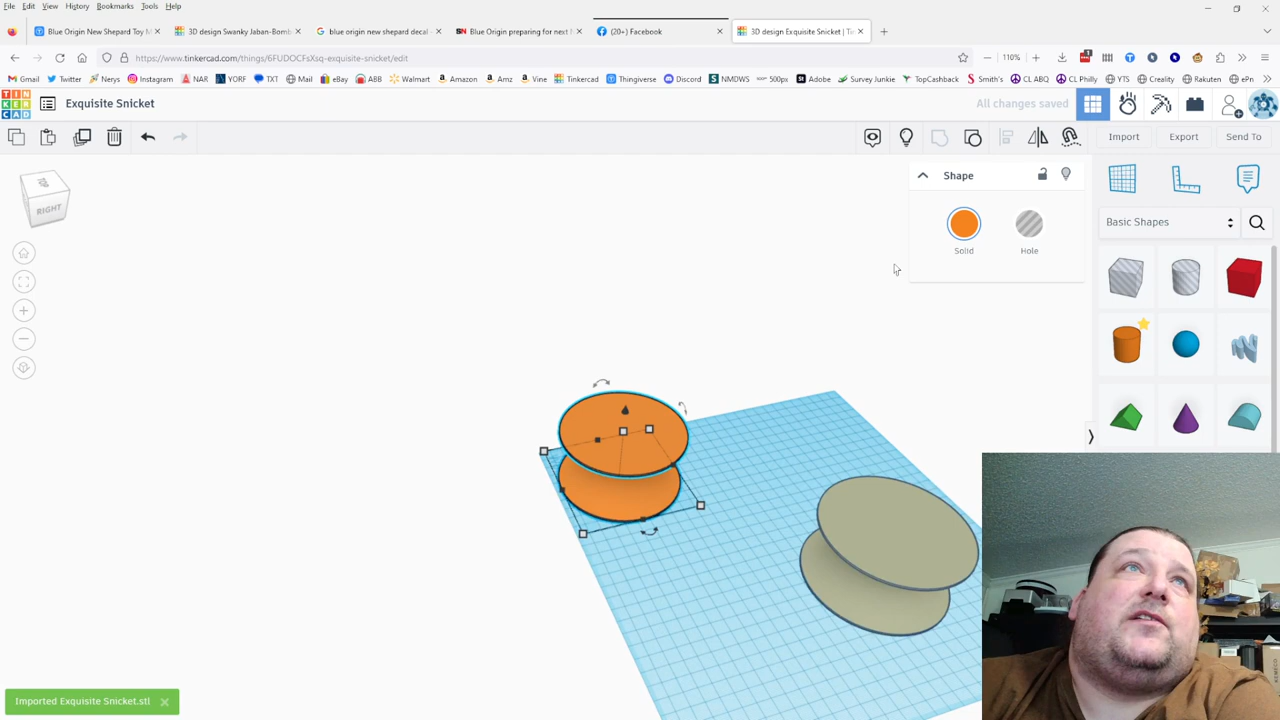 File Edit View History Bookmarks Tools Help
Blue Origin New Shepard Toy M
3D design Swanky Jaban-Bomb
blue origin new shepard decal -
Blue Origin preparing for next f
(20+) Facebook
3D design Exquisite Snicket | Ti
https://www.tinkercad.com/things/6FUDOCFsXsq-exquisite-snicket/edit
110%
Gmail Twitter Nerys Instagram NAR YORF TXT Mail eBay ABB Walmart Amazon Amz Vine Tinkercad Thingiverse Discord NMDWS 500px Adobe Survey Junkie TopCashback Smith's CL ABQ CL Philly YTS Creality Rakuten ePn
TIN
KER
CAD
Exquisite Snicket
All changes saved
Import
Export
Send To
TOP
RIGHT
Shape
Solid
Hole
Basic Shapes
Imported Exquisite Snicket.stl